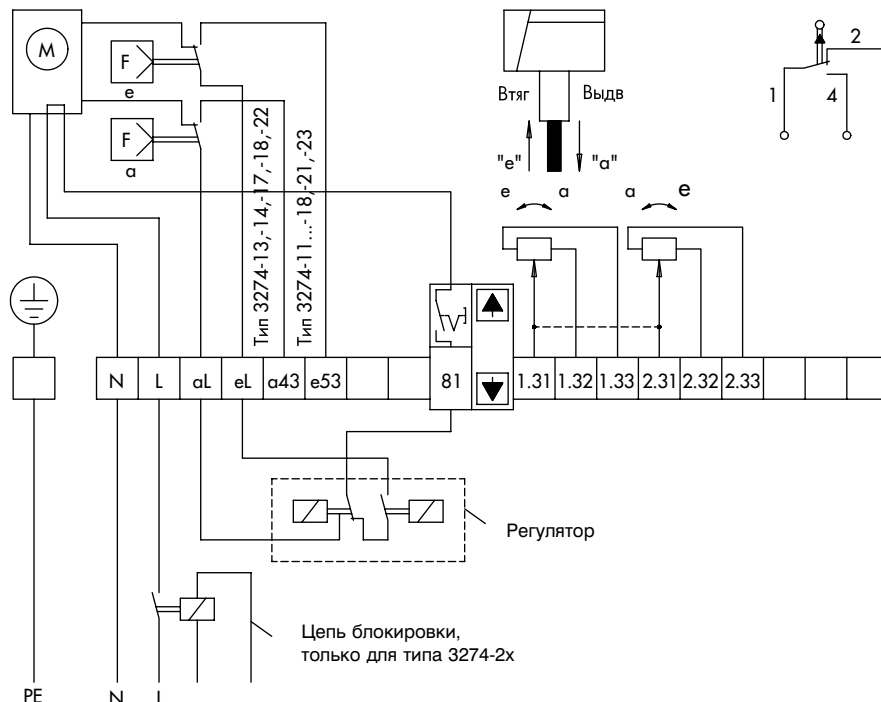 M
F
e
F
a
Тип 3274-13,-14,-17,-18,-22
Тип 3274-11...-18,-21,-23
Втяг
Выдв
"e"
"a"
e
a
a
e
1
2
4
N
L
aL
eL
a43
e53
81
1.31
1.32
1.33
2.31
2.32
2.33
Регулятор
Цепь блокировки,
только для типа 3274-2x
PE
N
L